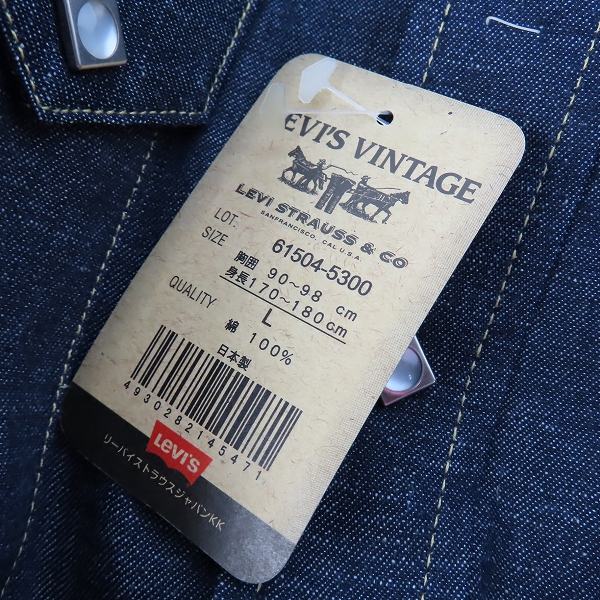 LEVI'S VINTAGE
LEVI STRAUSS & CO
SANFRANCISCO, CAL U.S.A.
LOT. 61504-5300
SIZE 胸囲 90~98 cm
身長170~180cm
L
QUALITY 綿 100%
日本製
4930282145471
LEVI'S
リーバイストラウスジャパンKK